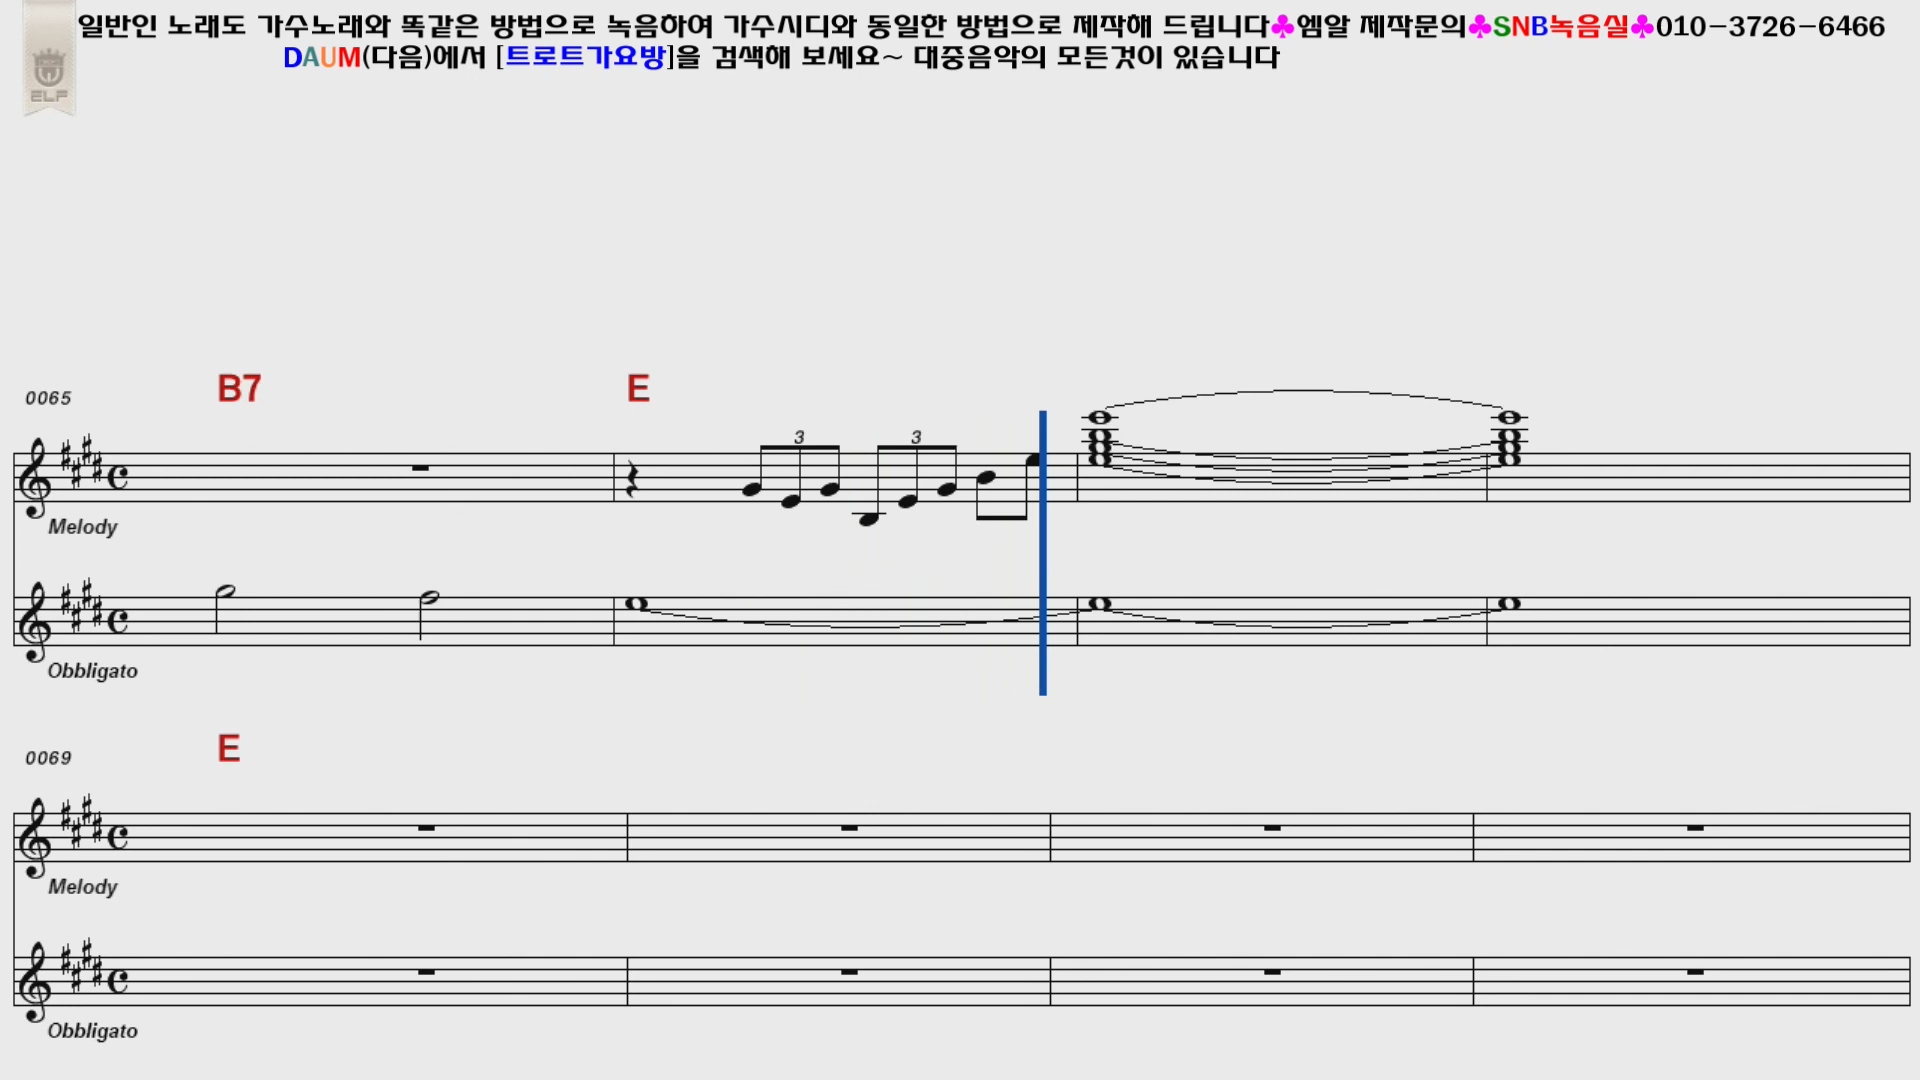 일반인 노래도 가수노래와 똑같은 방법으로 녹음하여 가수시디와 동일한 방법으로 제작해 드립니다♣엠알 제작문의♣SNB녹음실♣010-3726-6466
DAUM(다음)에서 [트로트가요방]을 검색해 보세요~ 대중음악의 모든것이 있습니다
ELF
0065 B7 E
3 3
Melody
Obbligato
0069 E
Melody
Obbligato